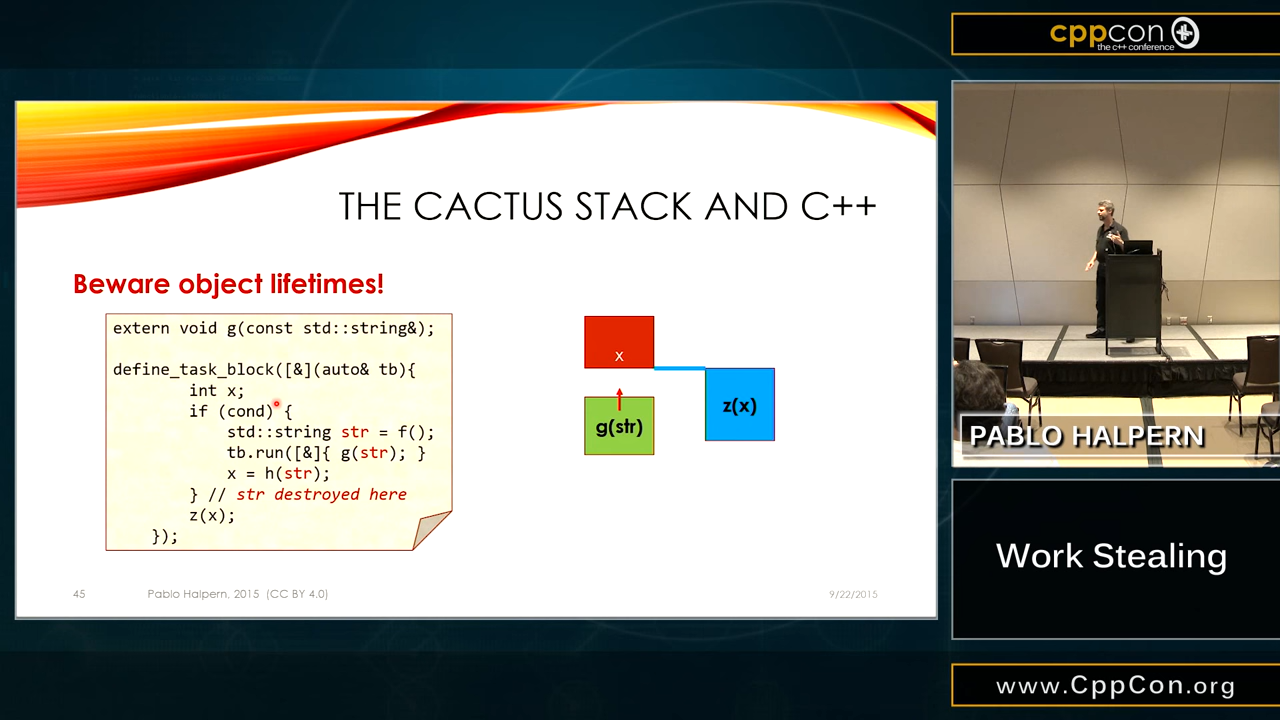 cppcon
the c++ conference
THE CACTUS STACK AND C++
Beware object lifetimes!
extern void g(const std::string&);
define_task_block([&](auto& tb){
int x;
if (cond) {
std::string str = f();
tb.run([&]{ g(str); }
x = h(str);
} // str destroyed here
z(x);
});
x
g(str)
z(x)
45
Pablo Halpern, 2015 (CC BY 4.0)
9/22/2015
PABLO HALPERN
Work Stealing
www.CppCon.org